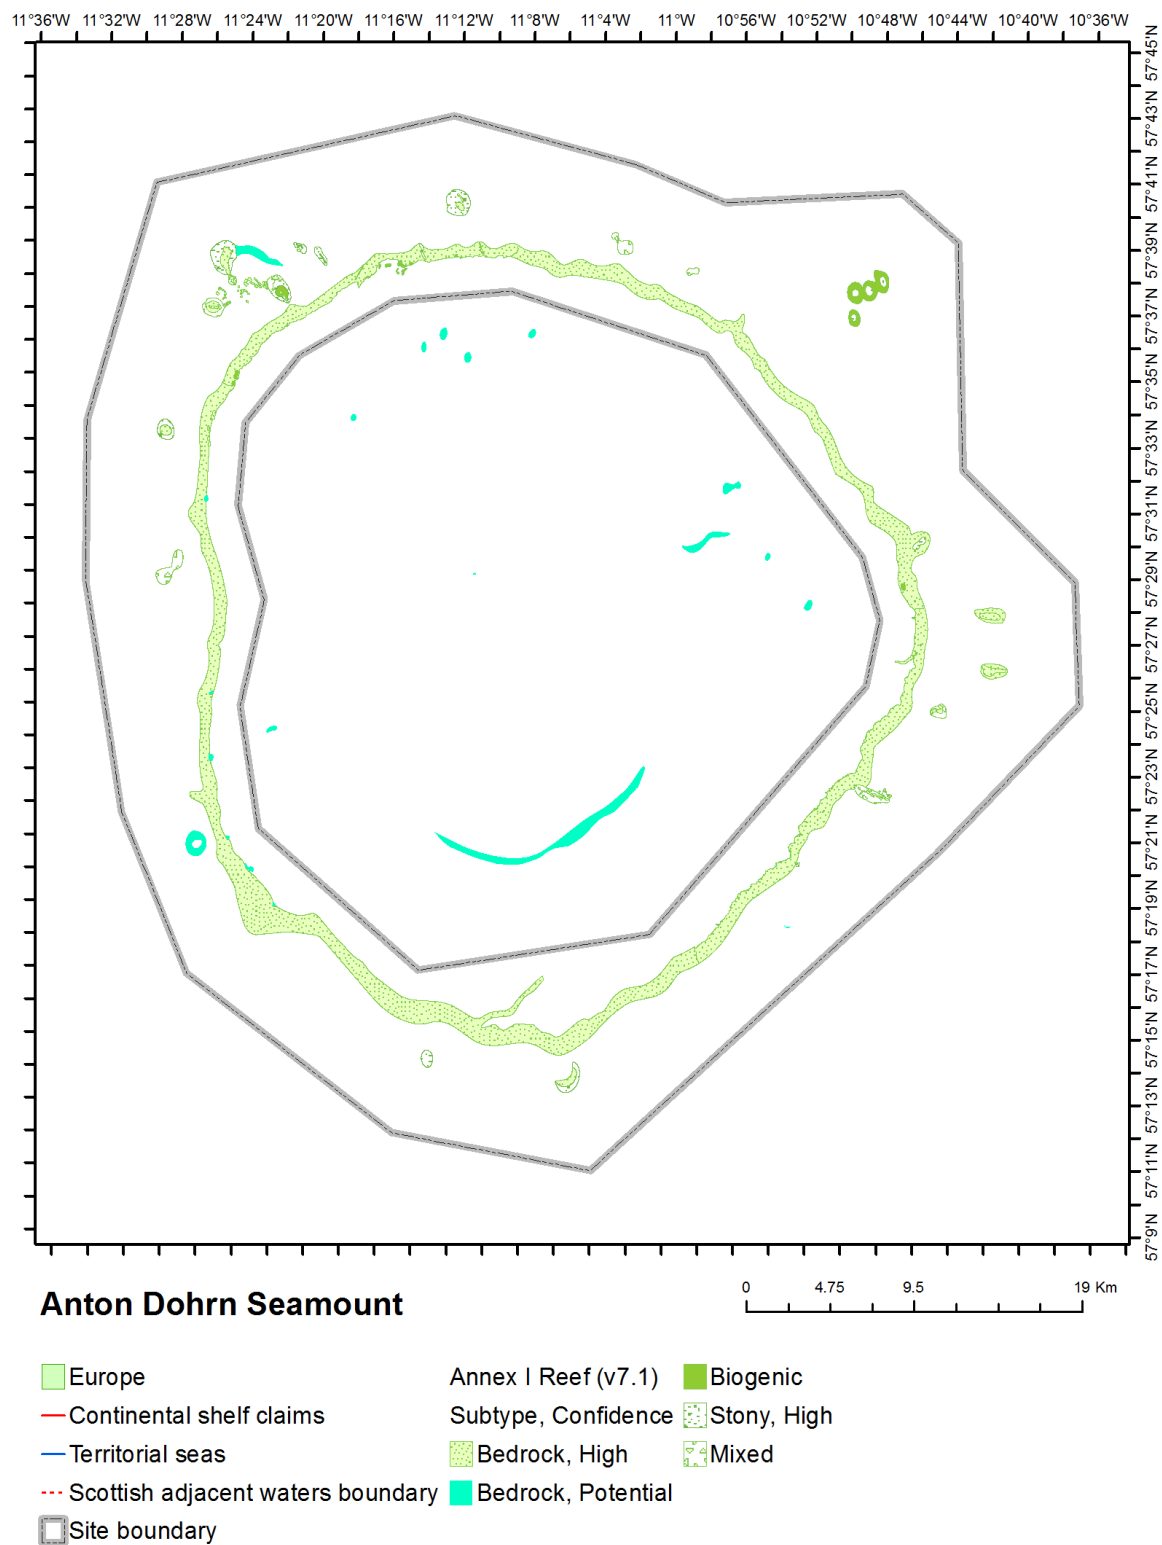 11°36'W 11°32'W 11°28'W 11°24'W 11°20'W 11°16'W 11°12'W 11°8'W 11°4'W 11°W 10°56'W 10°52'W 10°48'W 10°44'W 10°40'W 10°36'W
57°45'N
57°43'N
57°41'N
57°39'N
57°37'N
57°35'N
57°33'N
57°31'N
57°29'N
57°27'N
57°25'N
57°23'N
57°21'N
57°19'N
57°17'N
57°15'N
57°13'N
57°11'N
57°9'N
Anton Dohrn Seamount
0 4.75 9.5 19 Km
Europe
Continental shelf claims
Territorial seas
Scottish adjacent waters boundary
Site boundary
Annex I Reef (v7.1)
Subtype, Confidence
Bedrock, High
Bedrock, Potential
Biogenic
Stony, High
Mixed